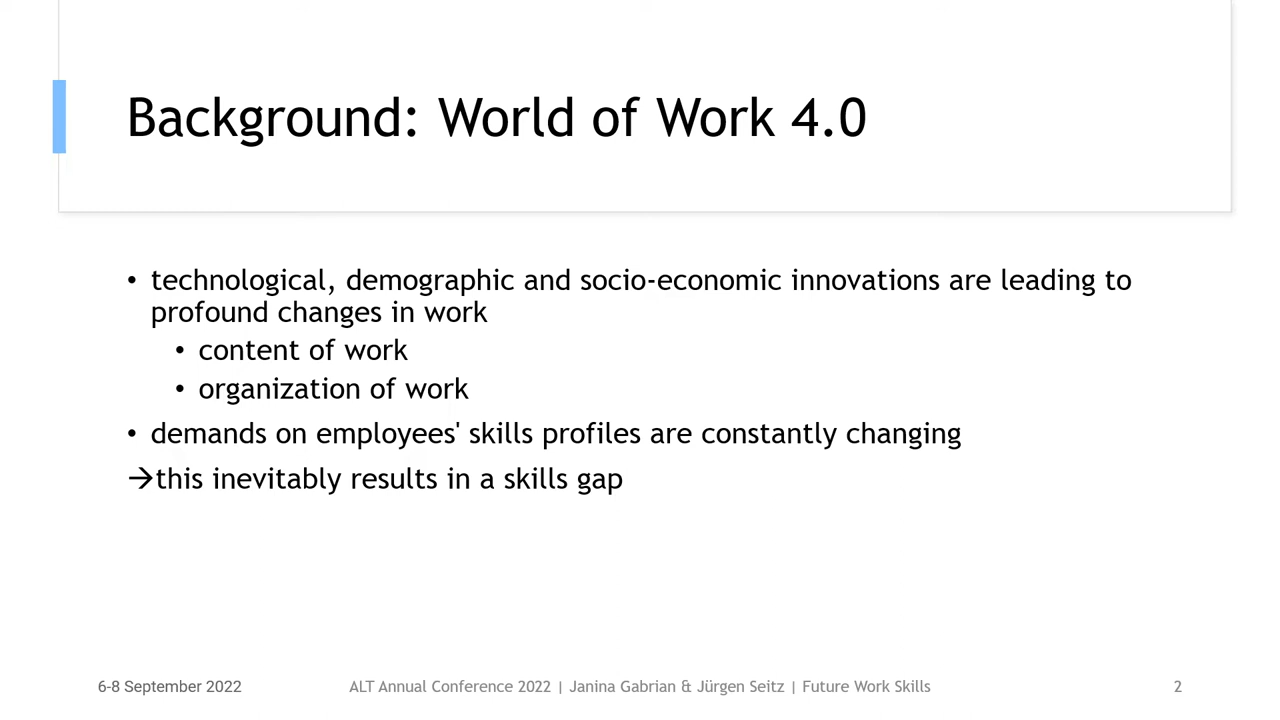 Background: World of Work 4.0
• technological, demographic and socio-economic innovations are leading to
profound changes in work
• content of work
• organization of work
• demands on employees' skills profiles are constantly changing
→this inevitably results in a skills gap
6-8 September 2022
ALT Annual Conference 2022 | Janina Gabrian & Jürgen Seitz | Future Work Skills
2